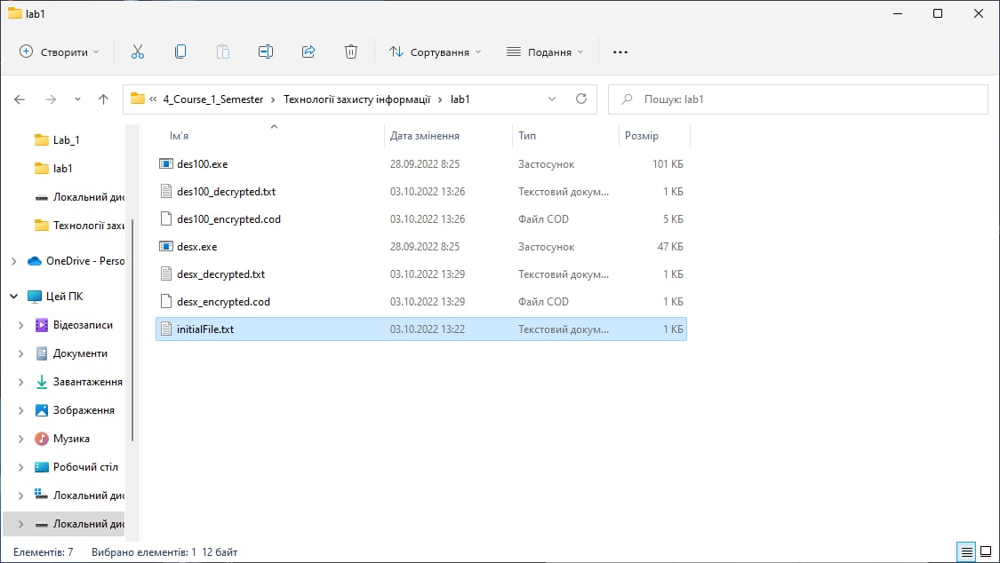 lab1
Створити Сортування Подання
« 4_Course_1_Semester › Технології захисту інформації › lab1 Пошук: lab1
Ім’я Дата змінення Тип Розмір
des100.exe 28.09.2022 8:25 Застосунок 101 КБ
des100_decrypted.txt 03.10.2022 13:26 Текстовий докум... 1 КБ
des100_encrypted.cod 03.10.2022 13:26 Файл COD 5 КБ
desx.exe 28.09.2022 8:25 Застосунок 47 КБ
desx_decrypted.txt 03.10.2022 13:29 Текстовий докум... 1 КБ
desx_encrypted.cod 03.10.2022 13:29 Файл COD 1 КБ
initialFile.txt 03.10.2022 13:22 Текстовий докум... 1 КБ
Lab_1
lab1
Локальний дис
Технології захи
OneDrive - Perso
Цей ПК
Відеозаписи
Документи
Завантаження
Зображення
Музика
Робочий стіл
Локальний дис
Локальний дис
Елементів: 7 Вибрано елементів: 1 12 байт